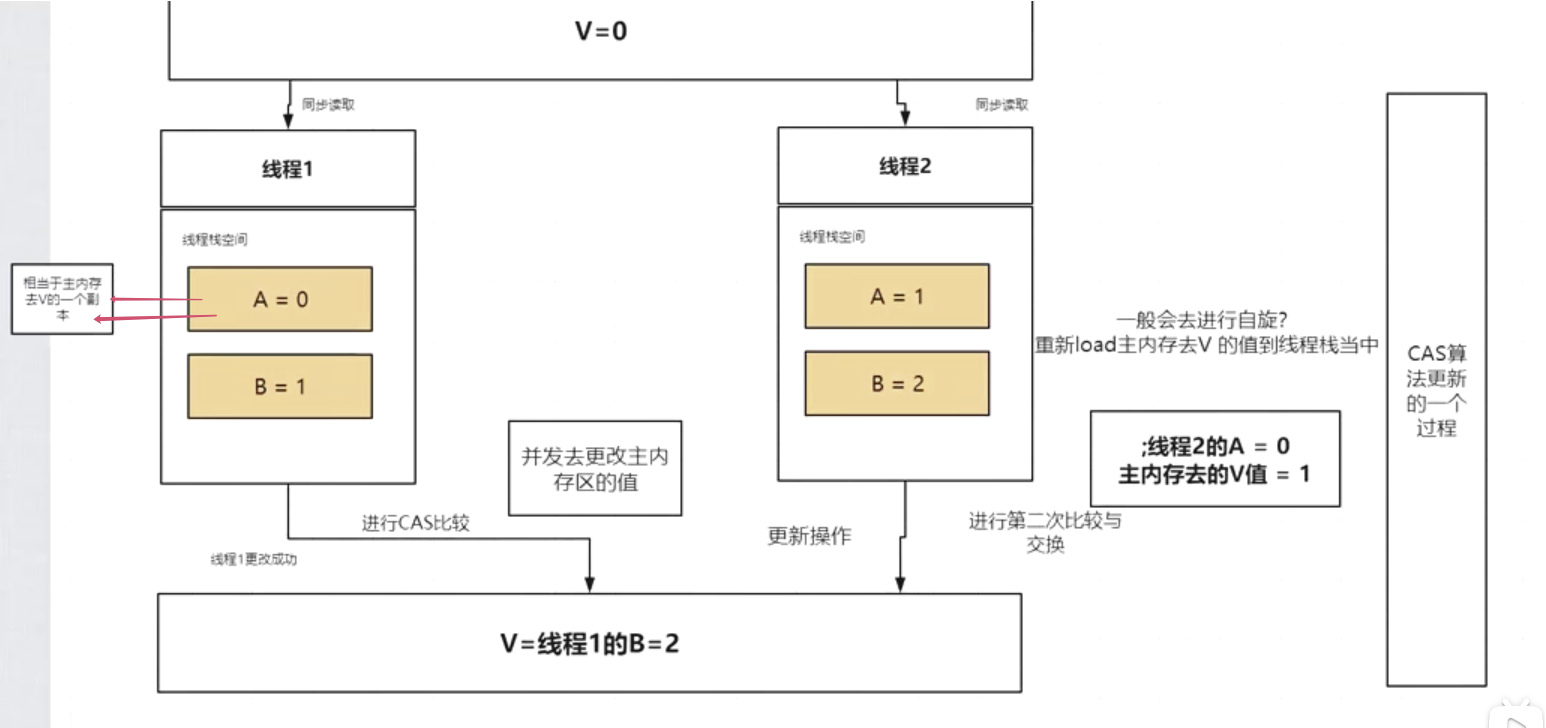 V=0
同步读取
同步读取
线程1
线程2
线程栈空间
线程栈空间
相当于主内存
去V的一个副
本
A = 0
A = 1
B = 1
B = 2
一般会去进行自旋?
重新load主内存去V 的值到线程栈当中
CAS算
法更新
的一个
过程
并发去更改主内
存区的值
;线程2的A = 0
主内存去的V值 = 1
进行CAS比较
线程1更改成功
更新操作
进行第二次比较与
交换
V=线程1的B=2